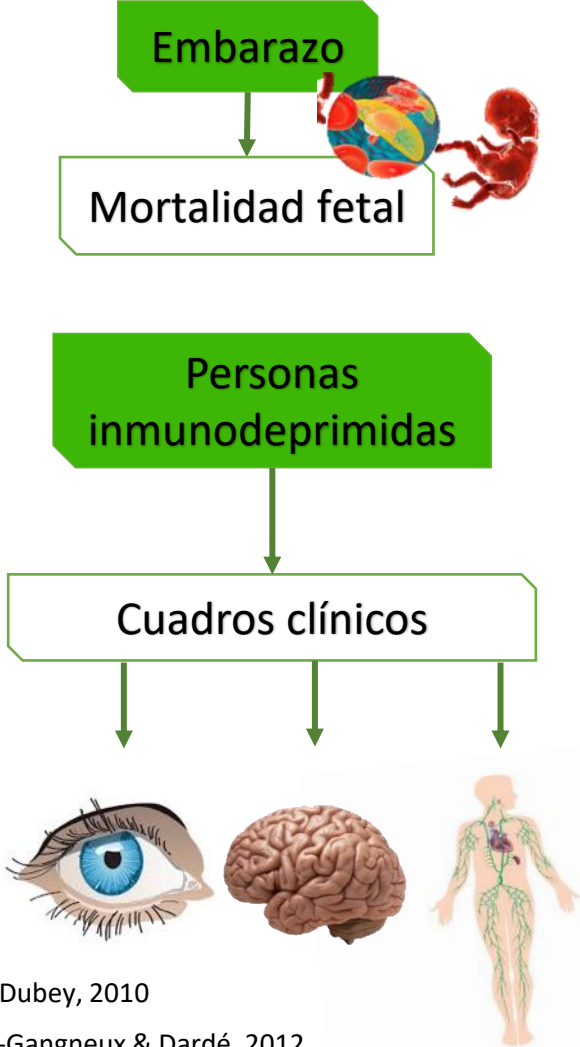 Embarazo
Mortalidad fetal
Personas
inmunodeprimidas
Cuadros clínicos
Dubey, 2010
-Gangneux & Dardé, 2012